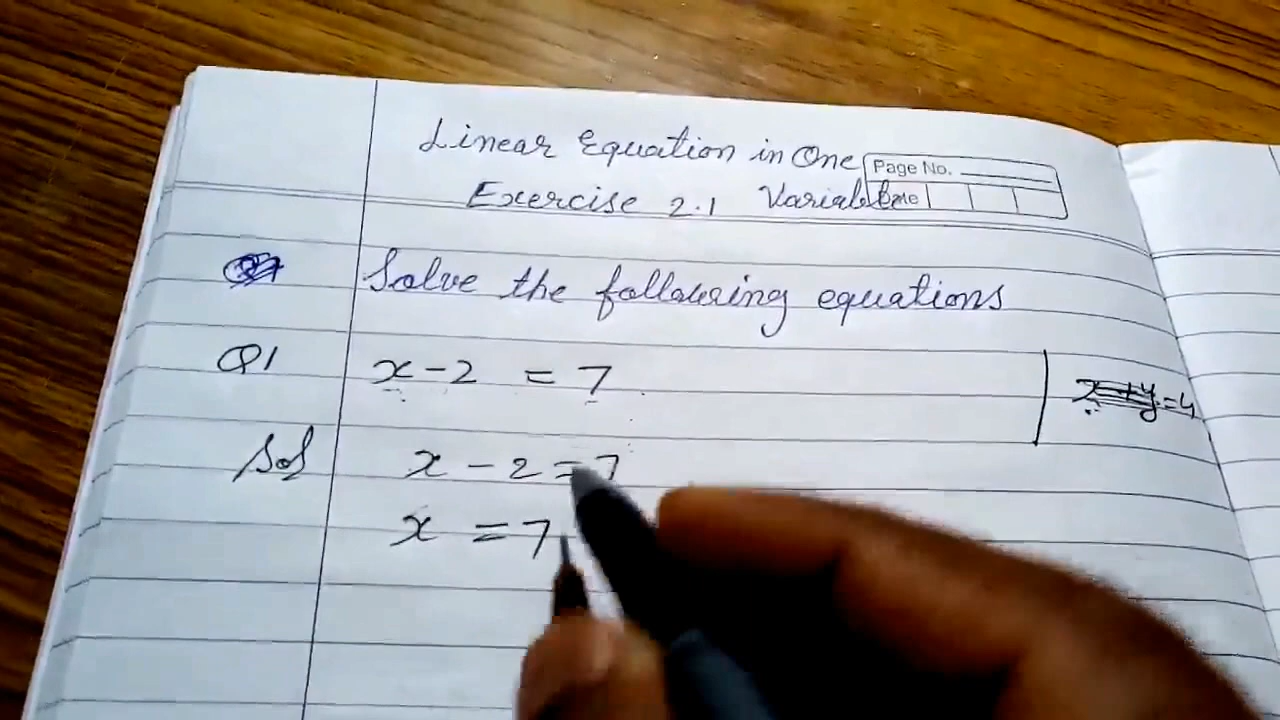 Linear Equation in One
Page No.
Exercise 2.1 Variable
Solve the following equations
Q1 x - 2 = 7
x + y = 4
Sol x - 2 = 7
x = 7